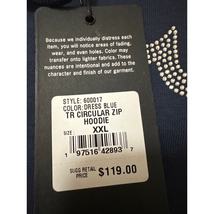 Because we individually distress each
item, you will notice areas of fading,
wear, and even holes. Color may
transfer onto lighter fabrics. These
nuances are intentional and add to the
character and finish of our garment.
STYLE: 600017
COLOR:DRESS BLUE
TR CIRCULAR ZIP
HOODIE
SIZE
XXL
1 97516 42893 7
SUGG RETAIL
PRICE
$119.00